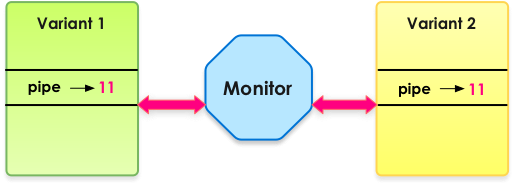 Variant 1
pipe → 11
Monitor
Variant 2
pipe → 11